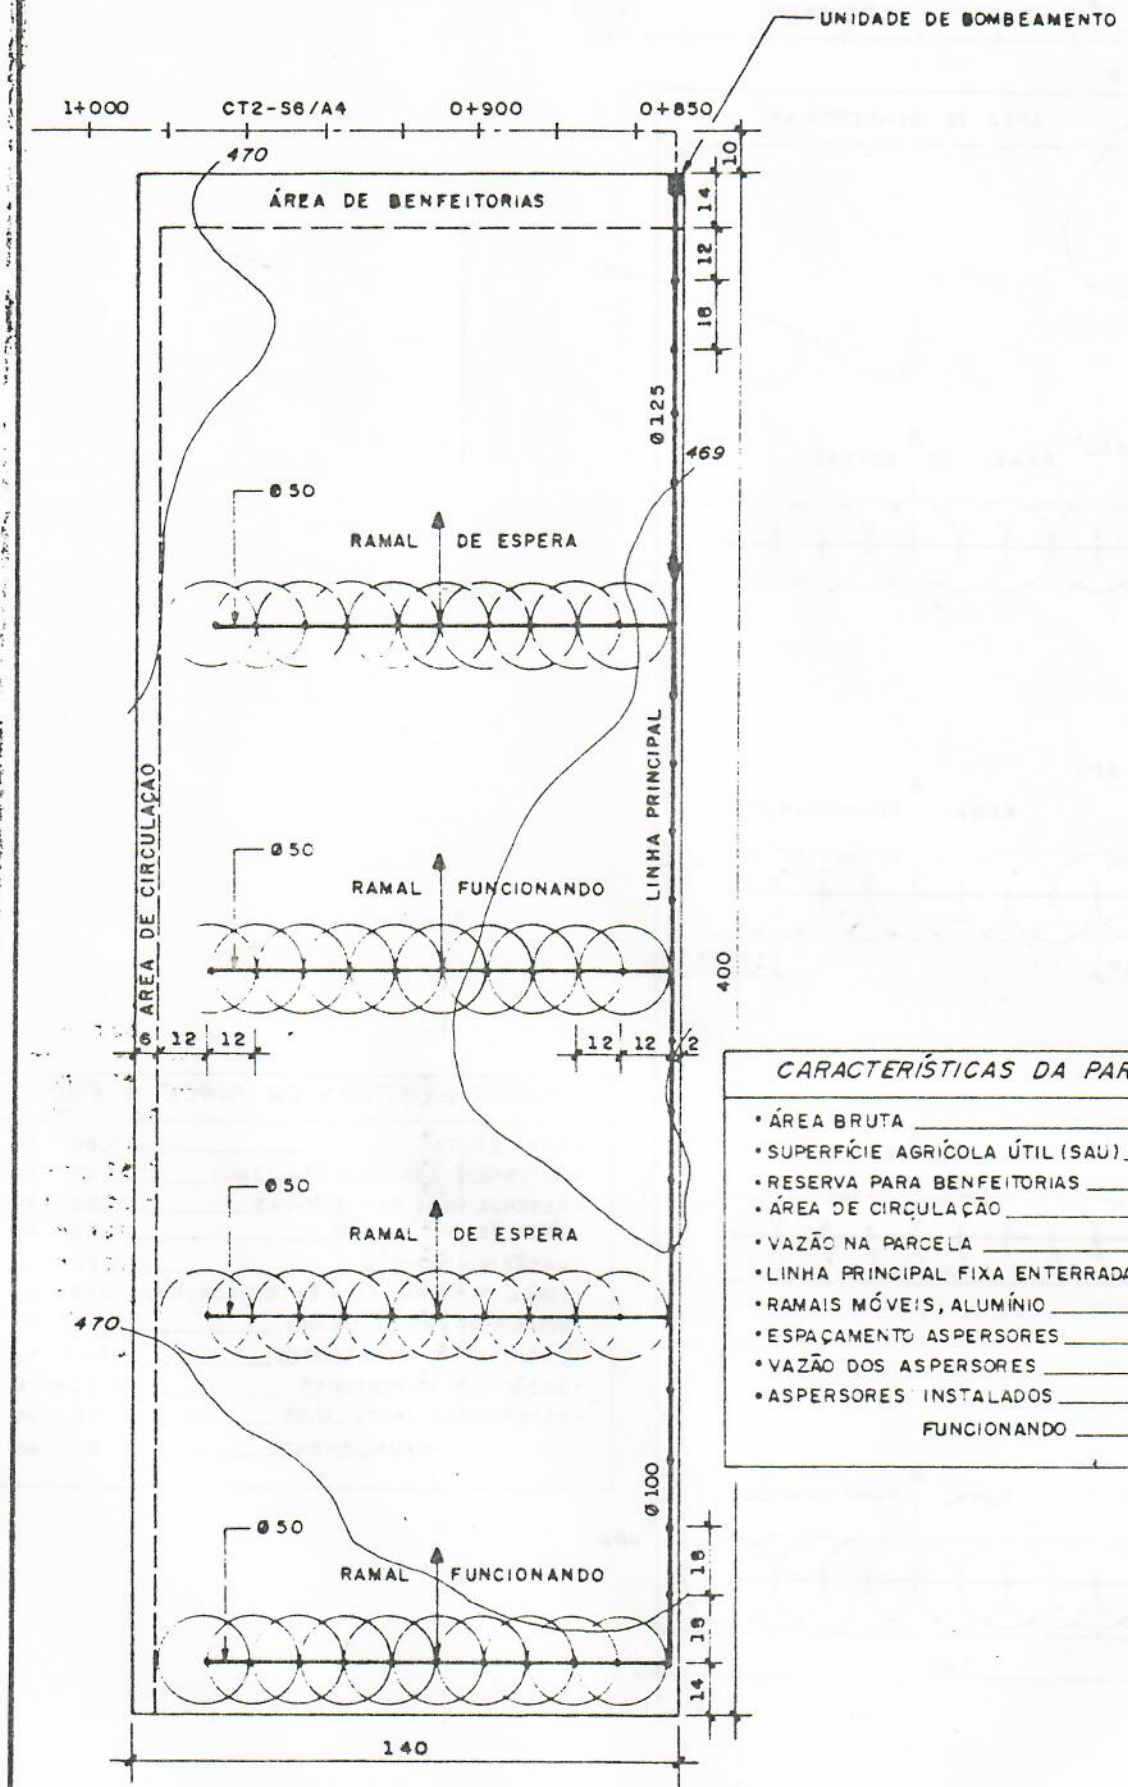 UNIDADE DE BOMBEAMENTO
1+000 CT2-S6/A4 0+900 0+850
10
470
ÁREA DE BENFEITORIAS
14
12
18
Ø125
469
Ø50
RAMAL DE ESPERA
LINHA PRINCIPAL
ÁREA DE CIRCULAÇÃO
Ø50
RAMAL FUNCIONANDO
400
6 12 12 12 12 2
CARACTERÍSTICAS DA PAR
• ÁREA BRUTA
• SUPERFÍCIE AGRÍCOLA ÚTIL (SAU)
• RESERVA PARA BENFEITORIAS
• ÁREA DE CIRCULAÇÃO
• VAZÃO NA PARCELA
• LINHA PRINCIPAL FIXA ENTERRADA
• RAMAIS MÓVEIS, ALUMÍNIO
• ESPAÇAMENTO ASPERSORES
• VAZÃO DOS ASPERSORES
• ASPERSORES INSTALADOS
FUNCIONANDO
Ø50
RAMAL DE ESPERA
470
Ø100
Ø50
RAMAL FUNCIONANDO
18
18
14
140